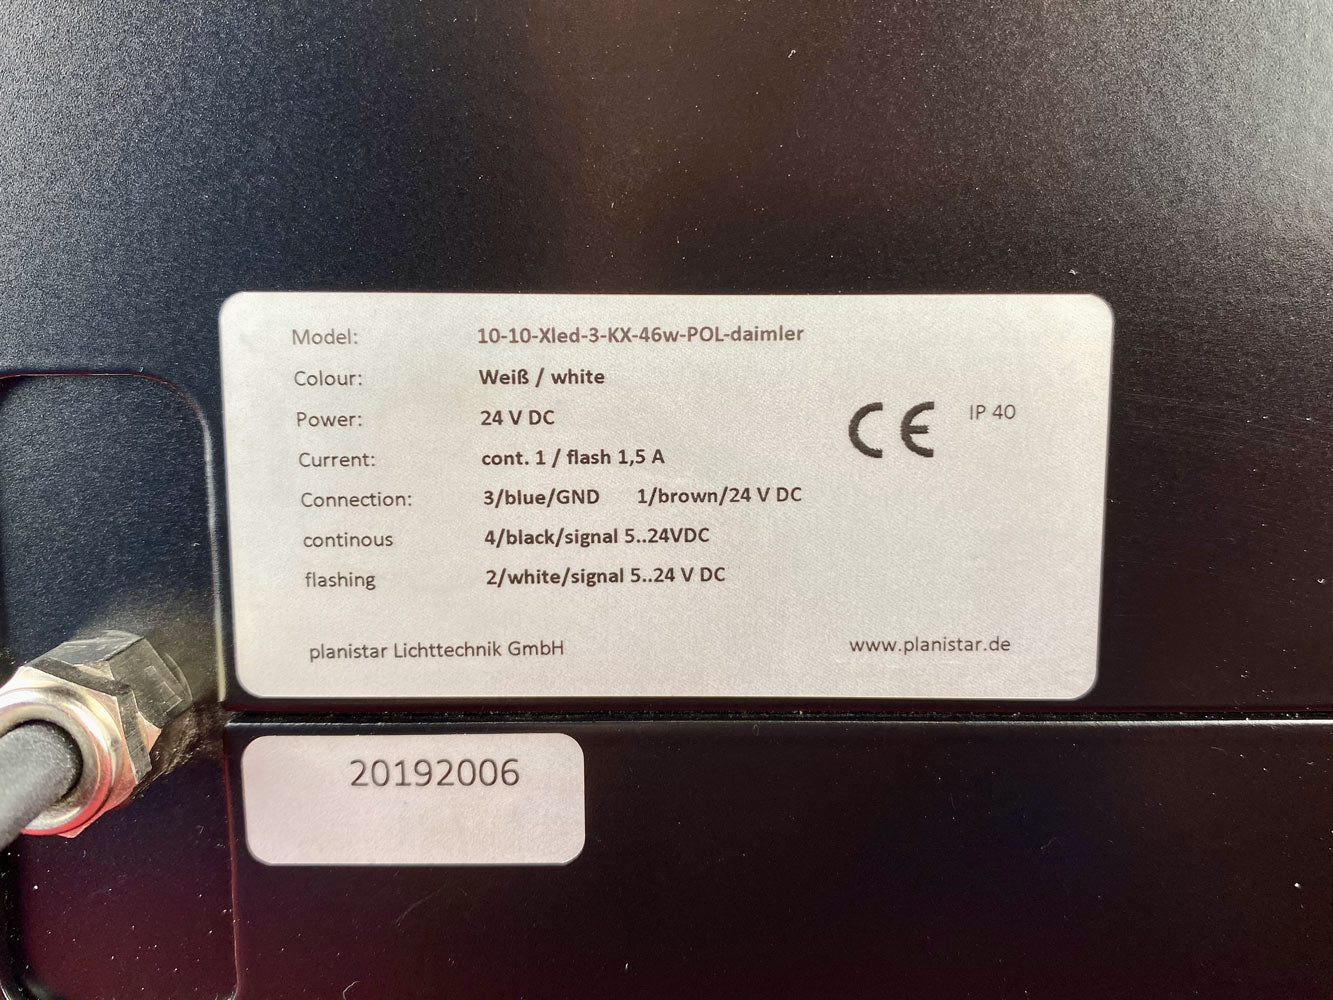 Model: 10-10-Xled-3-KX-46w-POL-daimler
Colour: Weiß / white
Power: 24 V DC
Current: cont. 1 / flash 1,5 A
Connection: 3/blue/GND 1/brown/24 V DC
continous 4/black/signal 5..24VDC
flashing 2/white/signal 5..24 V DC
CE IP 40
planistar Lichttechnik GmbH www.planistar.de
20192006